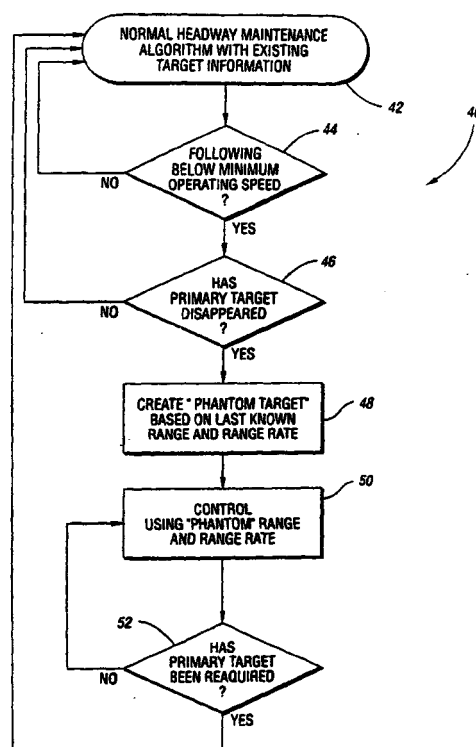 NORMAL HEADWAY MAINTENANCE
ALGORITHM WITH EXISTING
TARGET INFORMATION
42
44
FOLLOWING
BELOW MINIMUM
OPERATING SPEED
?
NO
YES
46
HAS
PRIMARY TARGET
DISAPPEARED
?
NO
YES
CREATE "PHANTOM TARGET"
BASED ON LAST KNOWN
RANGE AND RANGE RATE
48
50
CONTROL
USING "PHANTOM" RANGE
AND RANGE RATE
52
HAS
PRIMARY TARGET
BEEN REAQUIRED
?
NO
YES